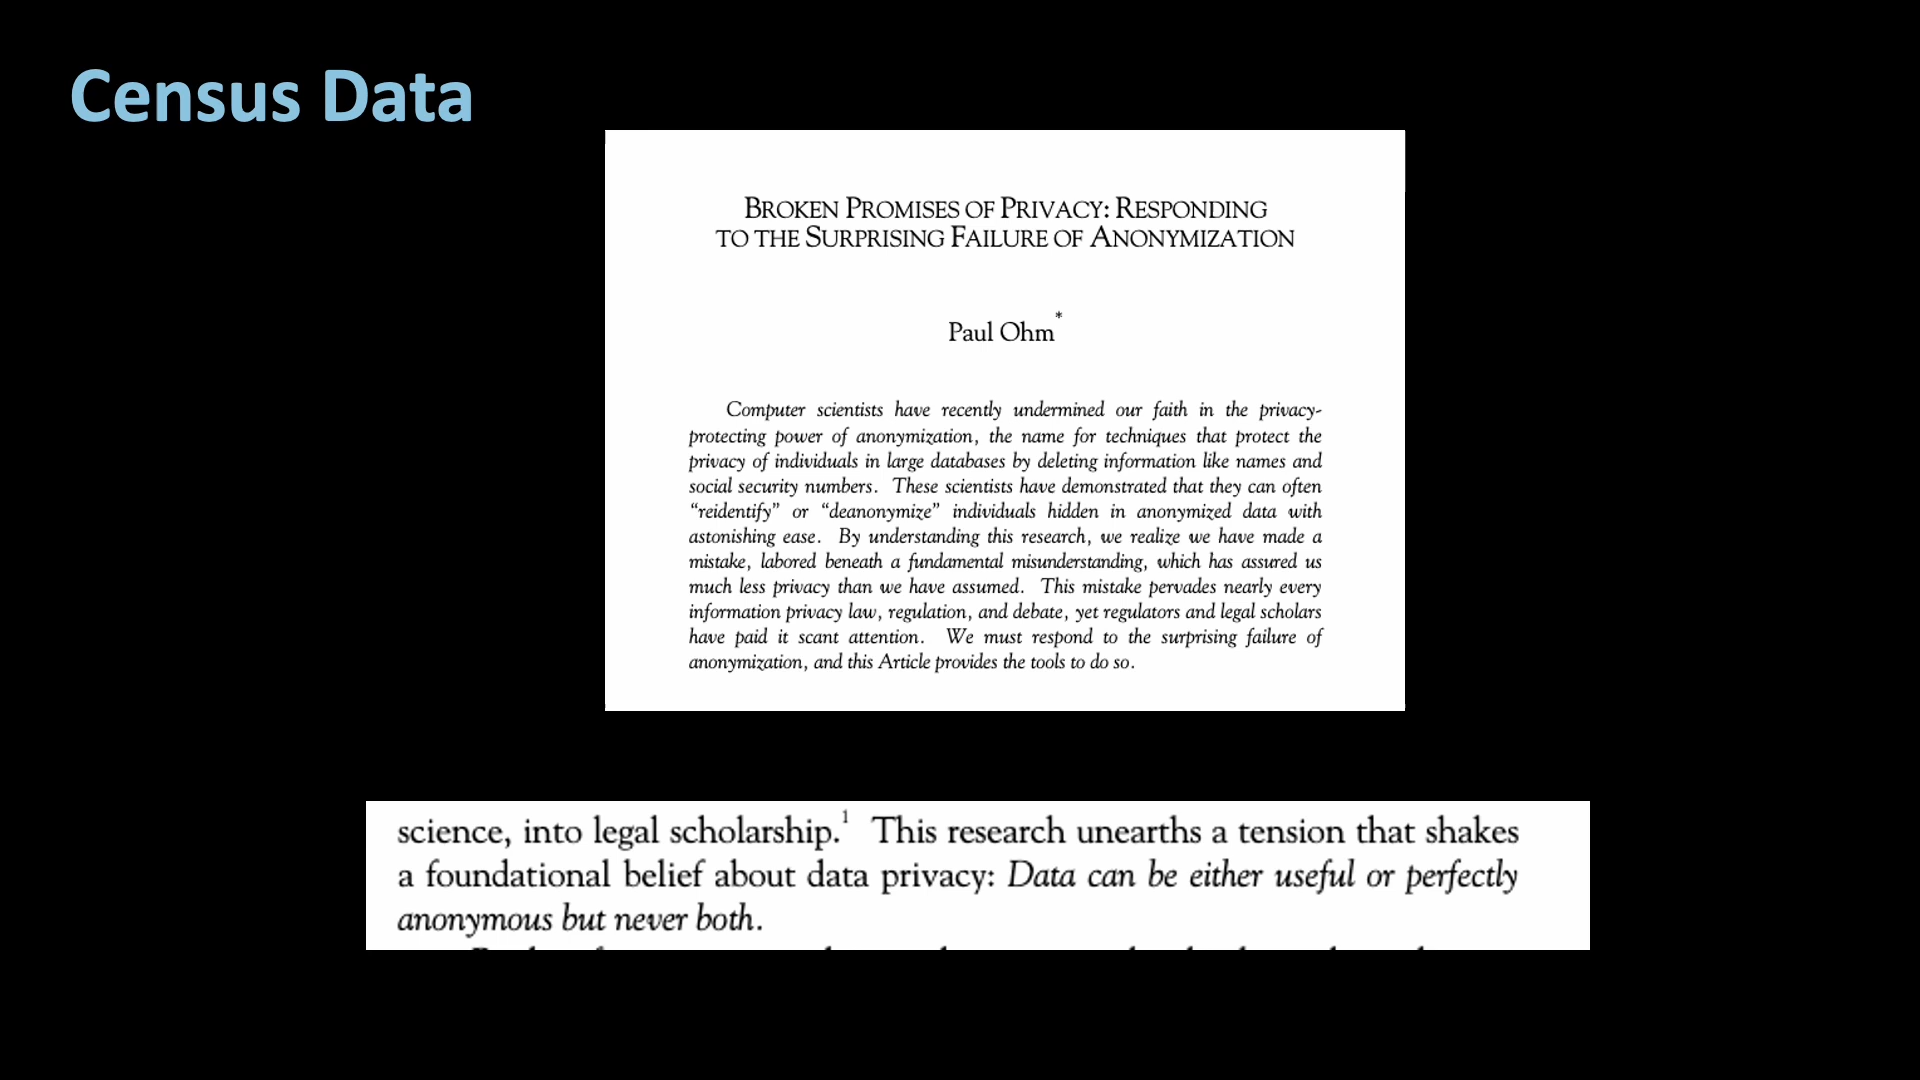 Census Data
BROKEN PROMISES OF PRIVACY: RESPONDING
TO THE SURPRISING FAILURE OF ANONYMIZATION
Paul Ohm*
Computer scientists have recently undermined our faith in the privacy-
protecting power of anonymization, the name for techniques that protect the
privacy of individuals in large databases by deleting information like names and
social security numbers. These scientists have demonstrated that they can often
“reidentify” or “deanonymize” individuals hidden in anonymized data with
astonishing ease. By understanding this research, we realize we have made a
mistake, labored beneath a fundamental misunderstanding, which has assured us
much less privacy than we have assumed. This mistake pervades nearly every
information privacy law, regulation, and debate, yet regulators and legal scholars
have paid it scant attention. We must respond to the surprising failure of
anonymization, and this Article provides the tools to do so.
science, into legal scholarship.1 This research unearths a tension that shakes
a foundational belief about data privacy: Data can be either useful or perfectly
anonymous but never both.